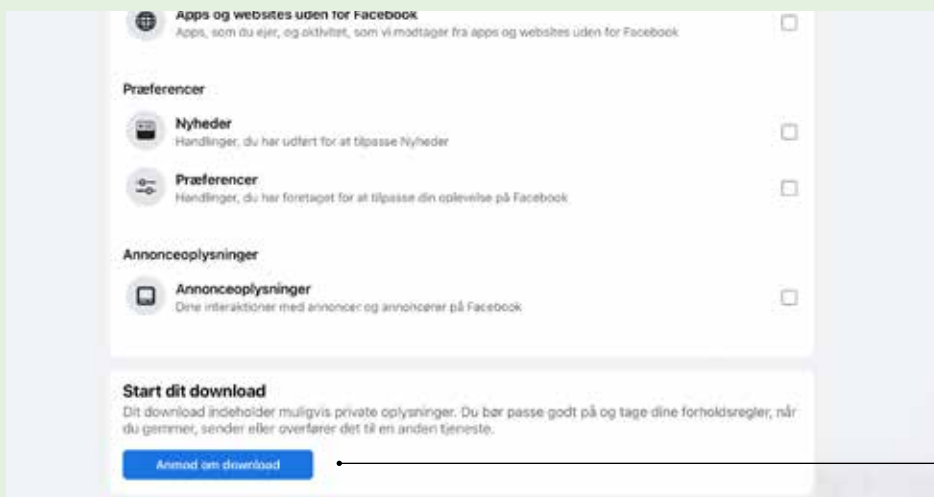 Apps og websites uden for Facebook
Apps, som du ejer, og aktivitet, som vi modtager fra apps og websites uden for Facebook
Præferencer
Nyheder
Handlinger, du har udført for at tilpasse Nyheder
Præferencer
Handlinger, du har foretaget for at tilpasse din oplevelse på Facebook
Annonceoplysninger
Annonceoplysninger
Dine interaktioner med annoncer og annoncører på Facebook
Start dit download
Dit download indeholder muligvis private oplysninger. Du bør passe godt på og tage dine forholdsregler, når
du gemmer, sender eller overfører det til en anden tjeneste.
Anmod om download